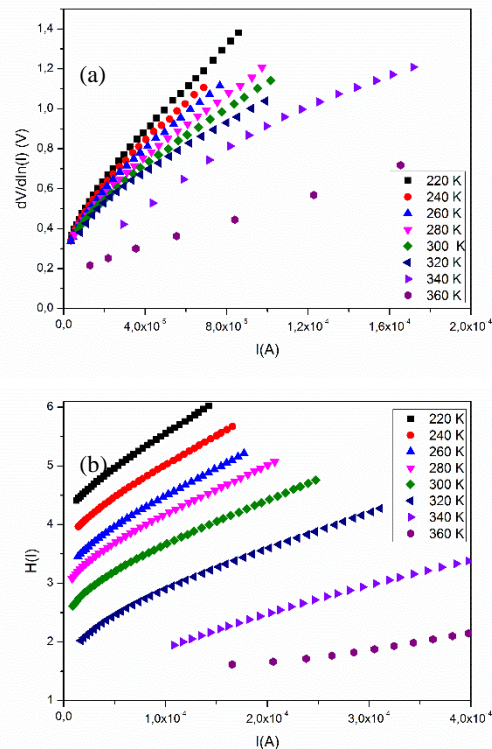 (a)
dV/dln(I) (V)
1,4
1,2
1,0
0,8
0,6
0,4
0,2
0,0
220 K
240 K
260 K
280 K
300 K
320 K
340 K
360 K
0,0 4,0x10⁻⁵ 8,0x10⁻⁵ 1,2x10⁻⁴ 1,6x10⁻⁴ 2,0x10⁻⁴
I(A)
(b)
H(I)
6
5
4
3
2
1
220 K
240 K
260 K
280 K
300 K
320 K
340 K
360 K
0,0 1,0x10⁻⁴ 2,0x10⁻⁴ 3,0x10⁻⁴ 4,0x10⁻⁴
I(A)